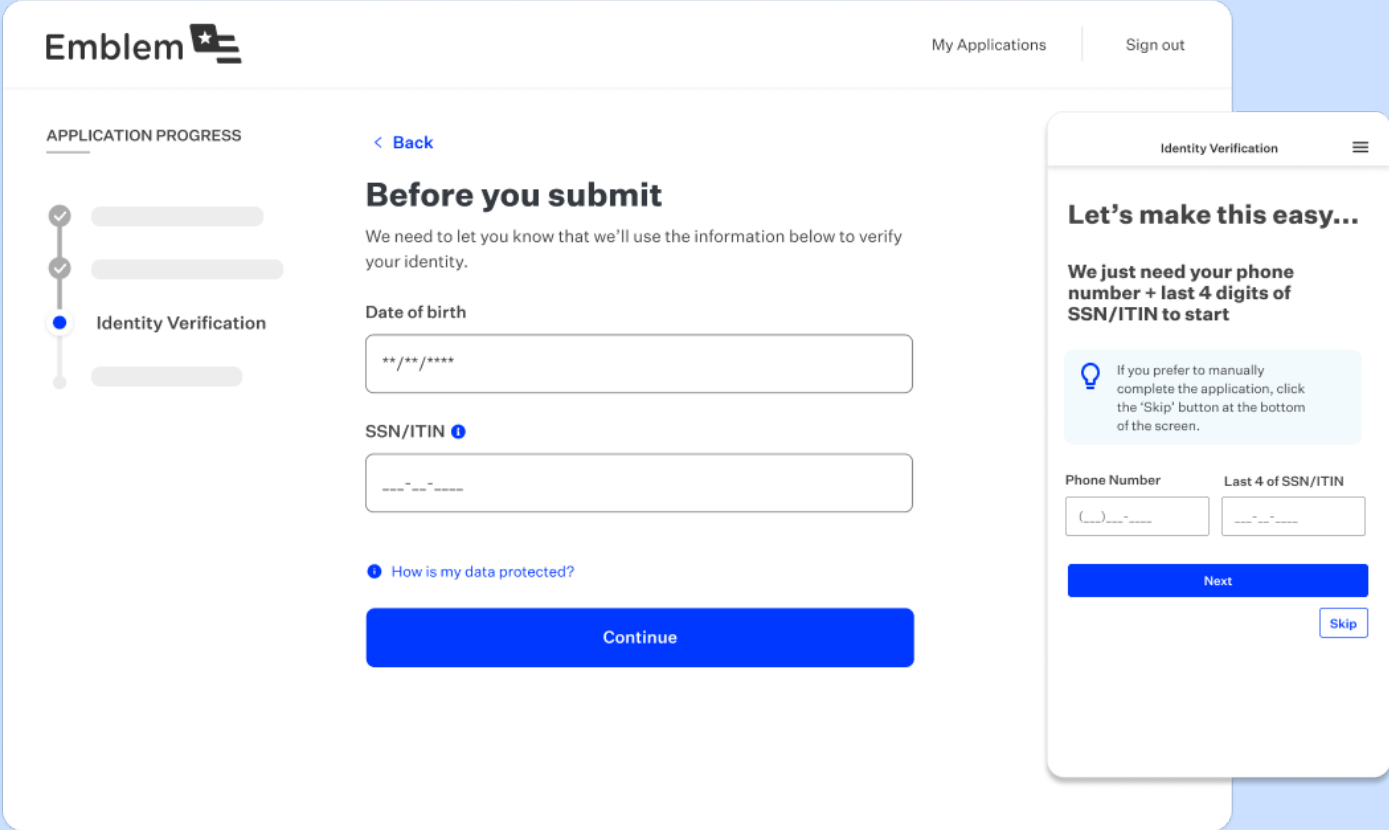 Emblem
My Applications
Sign out
APPLICATION PROGRESS
Identity Verification
< Back
Before you submit
We need to let you know that we’ll use the information below to verify
your identity.
Date of birth
**/**/****
SSN/ITIN
___-__-____
How is my data protected?
Continue
Identity Verification
Let’s make this easy...
We just need your phone
number + last 4 digits of
SSN/ITIN to start
If you prefer to manually
complete the application, click
the ‘Skip’ button at the bottom
of the screen.
Phone Number
Last 4 of SSN/ITIN
(___)___-____
___-__-____
Next
Skip